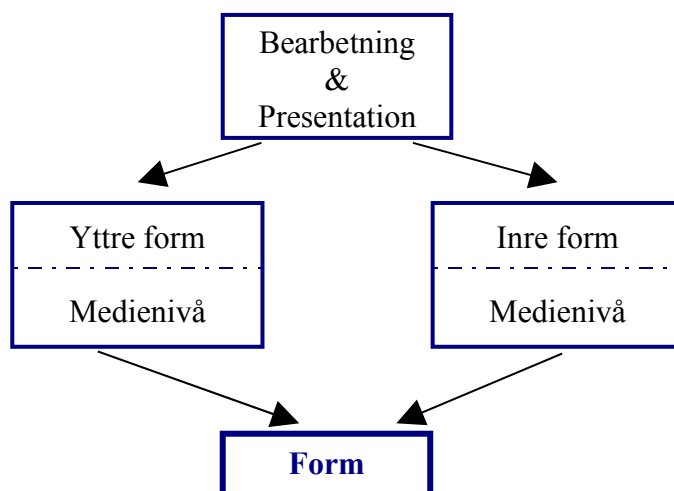 Bearbetning
&
Presentation
Yttre form
Medienivå
Inre form
Medienivå
Form